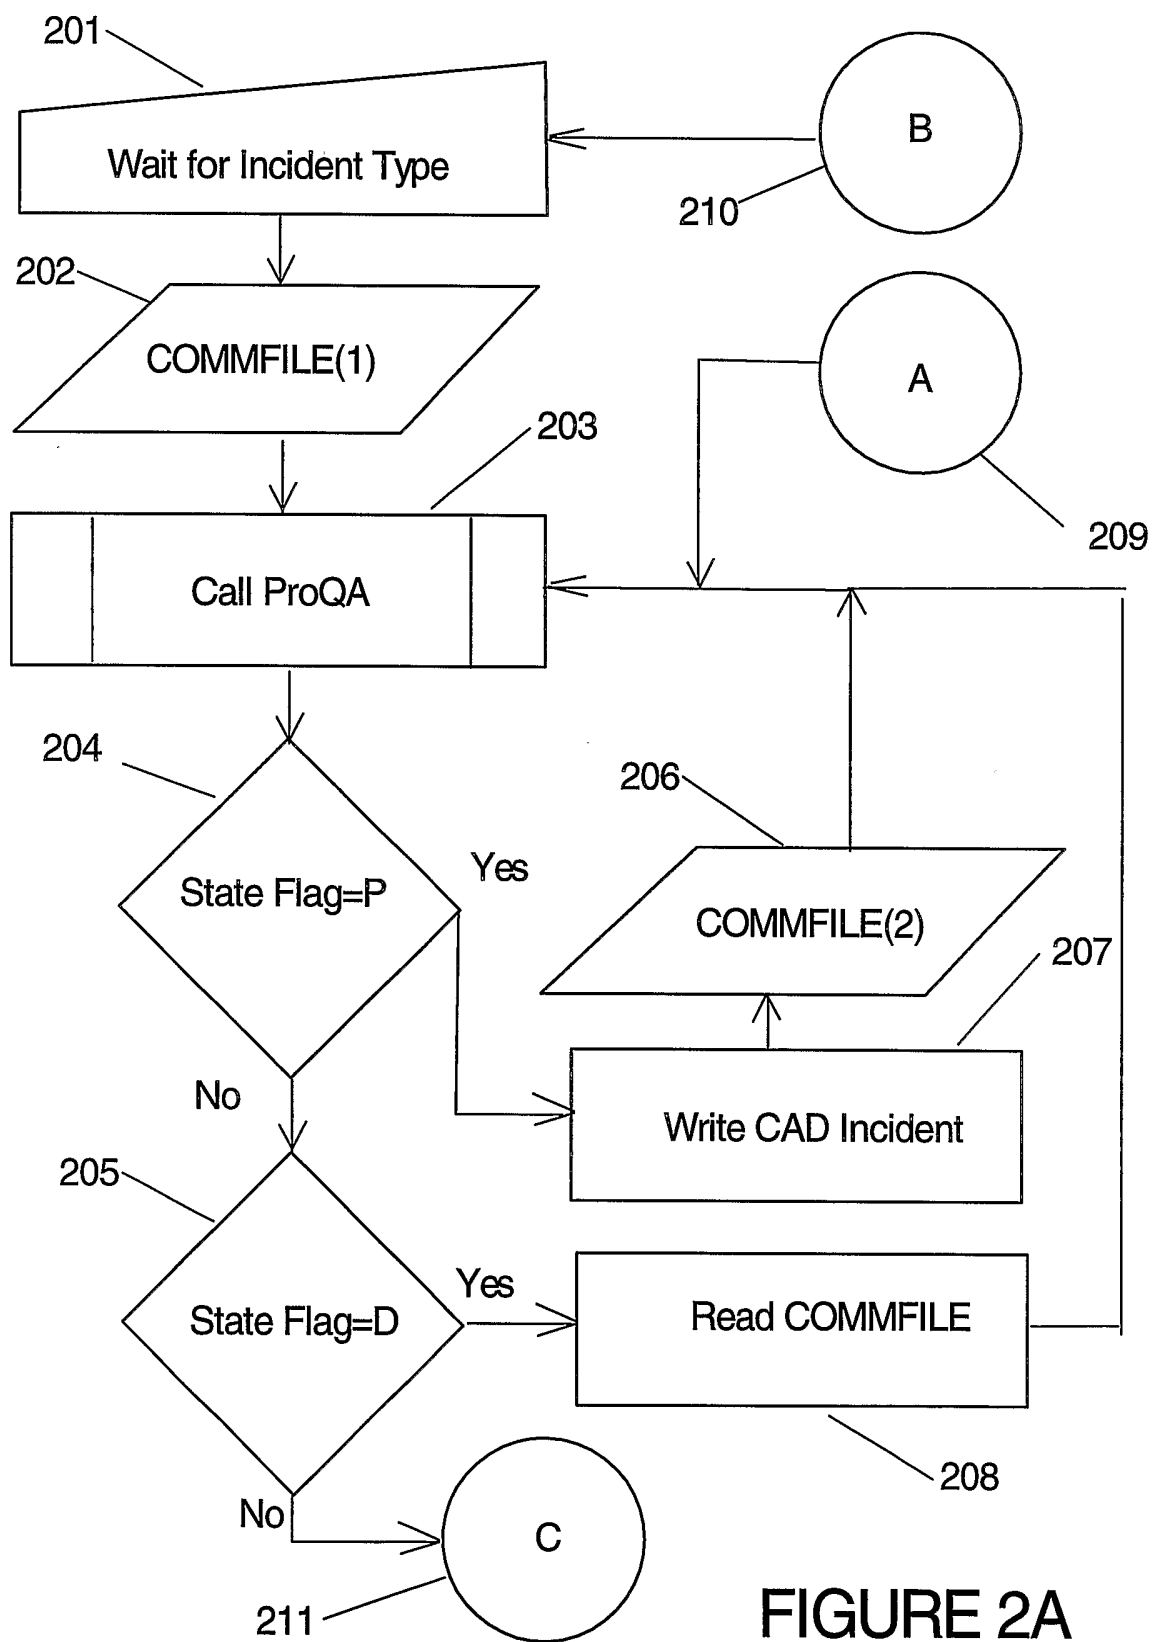 201
Wait for Incident Type
B
210
202
COMMFILE(1)
A
203
209
Call ProQA
204
206
State Flag=P
Yes
COMMFILE(2)
207
No
Write CAD Incident
205
State Flag=D
Yes
Read COMMFILE
208
No
C
211
FIGURE 2A